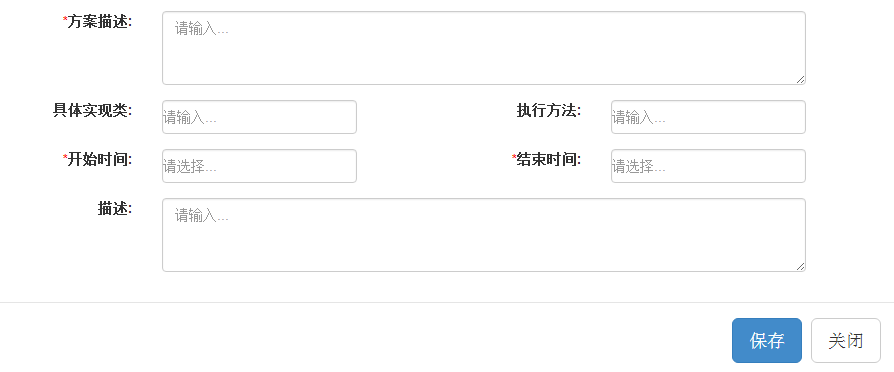 *方案描述:
请输入...
具体实现类: 请输入... 执行方法: 请输入...
*开始时间: 请选择... *结束时间: 请选择...
描述:
请输入...
保存 关闭